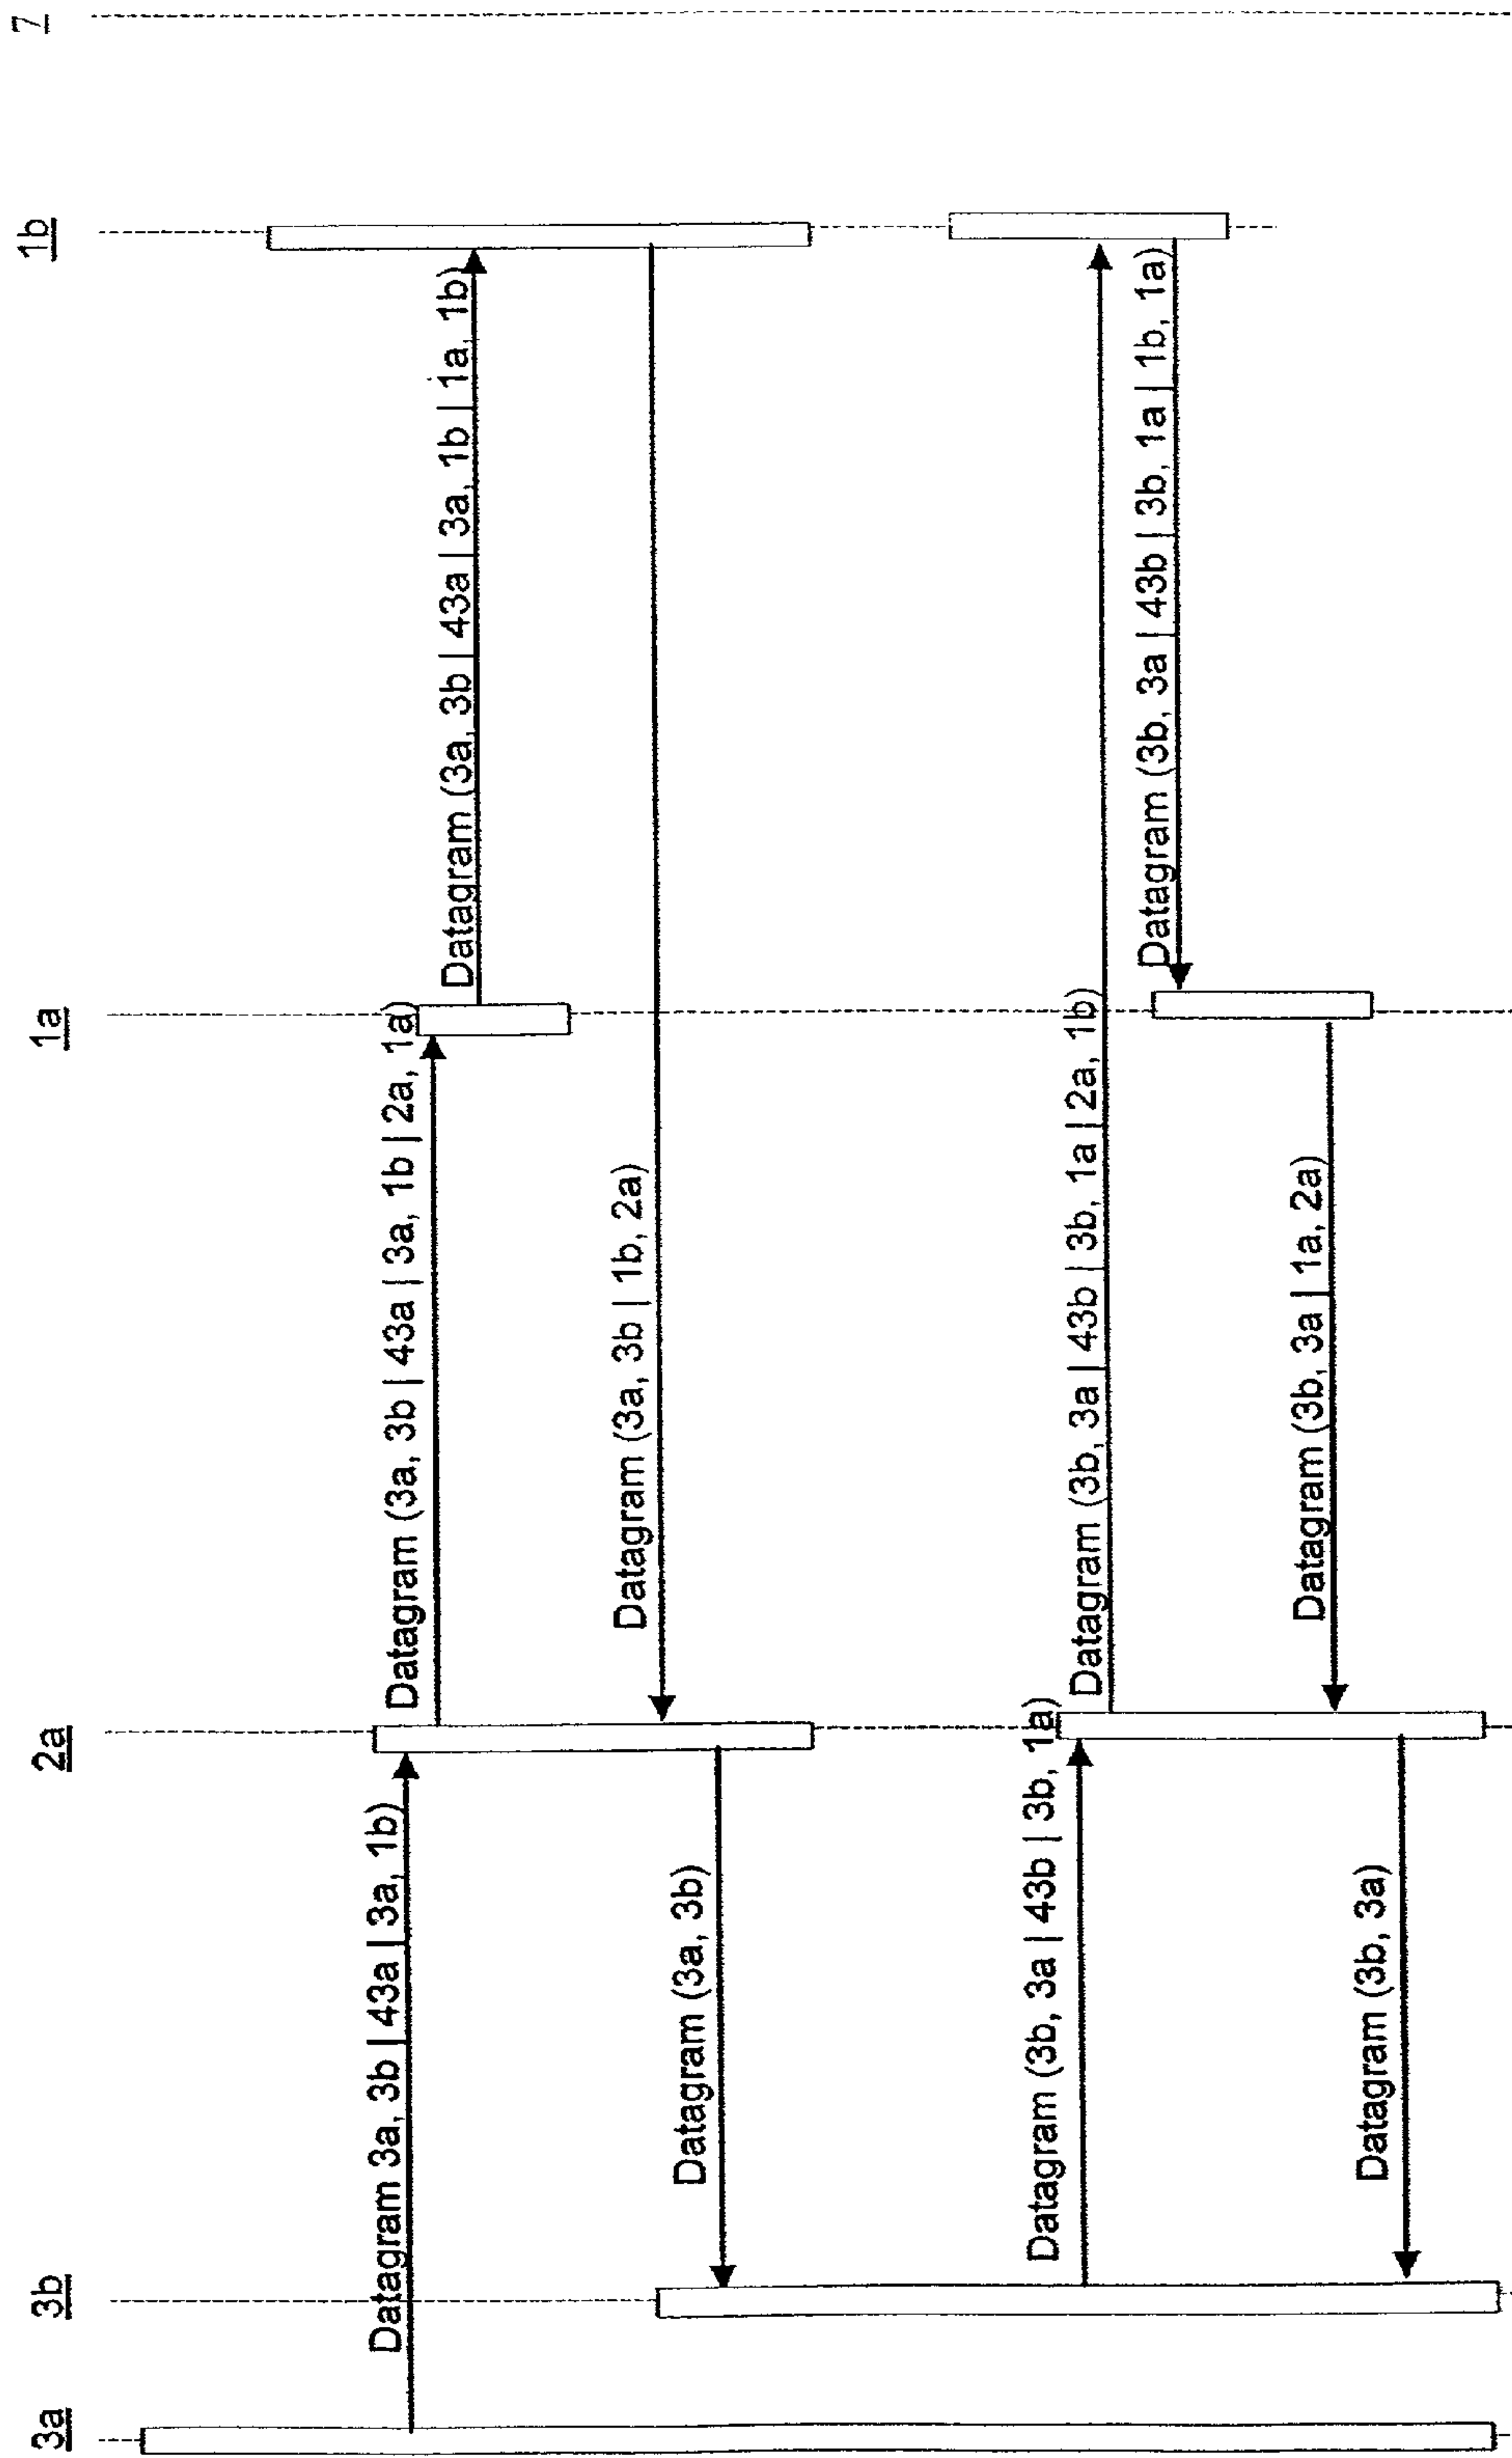 3a
3b
2a
1a
1b
7
Datagram 3a, 3b | 43a | 3a, 1b)
Datagram (3a, 3b | 43a | 3a, 1b | 2a, 1a)
Datagram (3a, 3b | 43a | 3a, 1b | 1a, 1b)
Datagram (3a, 3b | 1b, 2a)
Datagram (3a, 3b)
Datagram (3b, 3a | 43b | 3b, 1a)
Datagram (3b, 3a | 43b | 3b, 1a | 2a, 1b)
Datagram (3b, 3a | 43b | 3b, 1a | 1b, 1a)
Datagram (3b, 3a | 1a, 2a)
Datagram (3b, 3a)